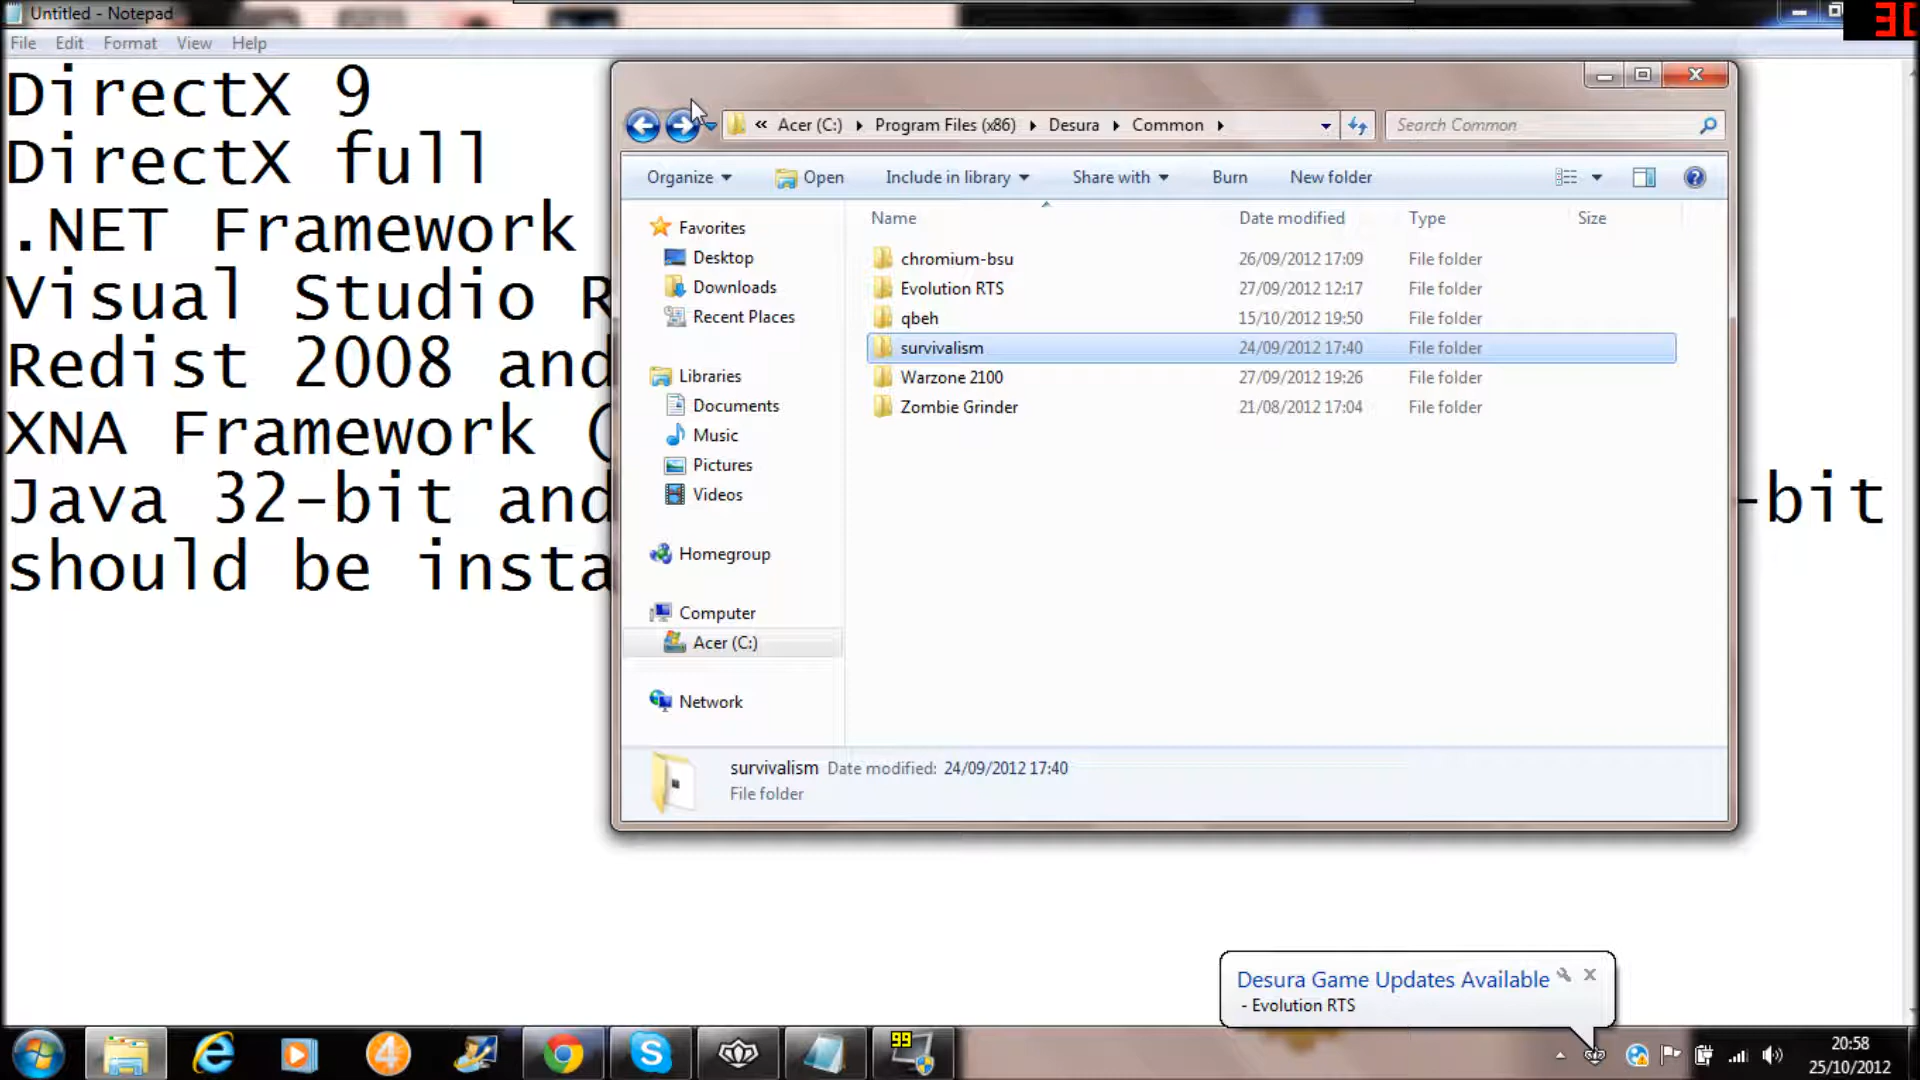 Untitled - Notepad
File Edit Format View Help
DirectX 9
DirectX full
.NET Framework
Visual Studio R
Redist 2008 and
XNA Framework (
Java 32-bit and
-bit
should be insta
« Acer (C:) Program Files (x86) Desura Common
Search Common
Organize Open Include in library Share with Burn New folder
Name Date modified Type Size
chromium-bsu 26/09/2012 17:09 File folder
Evolution RTS 27/09/2012 12:17 File folder
qbeh 15/10/2012 19:50 File folder
survivalism 24/09/2012 17:40 File folder
Warzone 2100 27/09/2012 19:26 File folder
Zombie Grinder 21/08/2012 17:04 File folder
Favorites
Desktop
Downloads
Recent Places
Libraries
Documents
Music
Pictures
Videos
Homegroup
Computer
Acer (C:)
Network
survivalism Date modified: 24/09/2012 17:40
File folder
Desura Game Updates Available
- Evolution RTS
99
20:58
25/10/2012